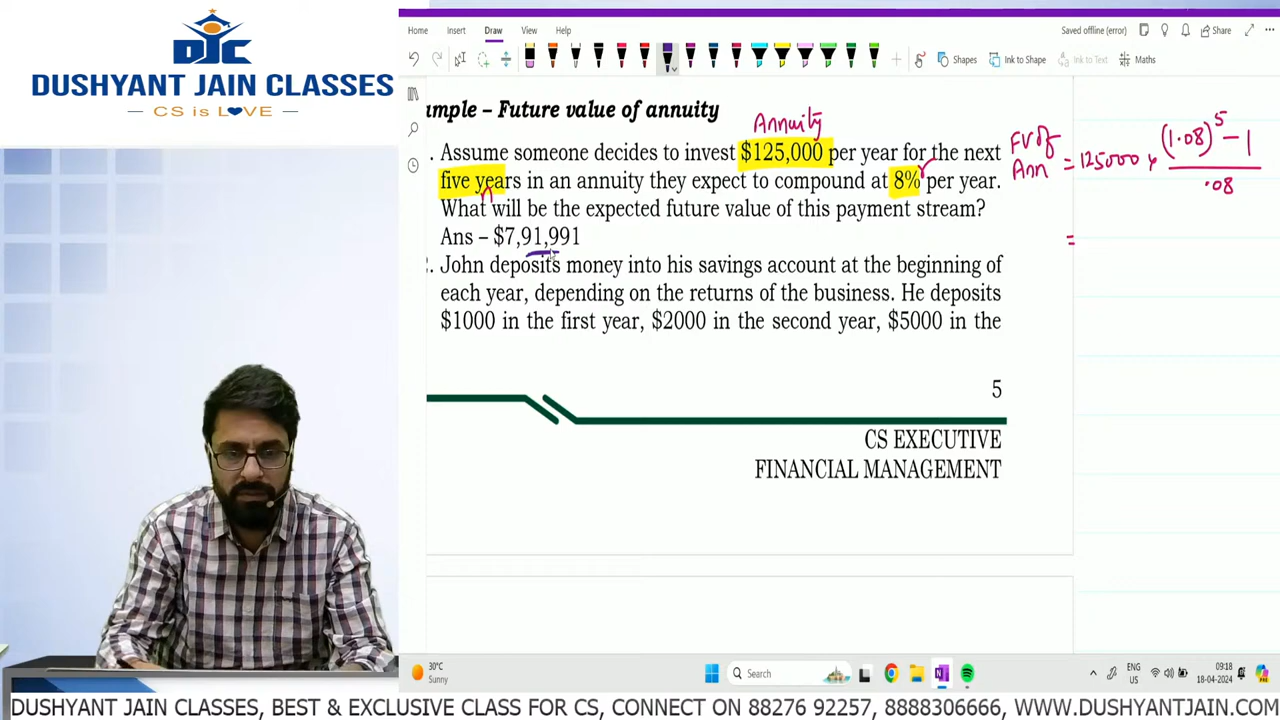 DJC
DUSHYANT JAIN CLASSES
CS is LOVE
Home Insert Draw View Help
Saved offline (error)
Share
Shapes Ink to Shape Ink to Text Maths
ample – Future value of annuity
Annuity
. Assume someone decides to invest $125,000 per year for the next
five years in an annuity they expect to compound at 8% per year.
What will be the expected future value of this payment stream?
Ans – $7,91,991
n
r
FV of
Ann = 125000 × (1.08)^5 - 1
.08
=
2. John deposits money into his savings account at the beginning of
each year, depending on the returns of the business. He deposits
$1000 in the first year, $2000 in the second year, $5000 in the
5
CS EXECUTIVE
FINANCIAL MANAGEMENT
30°C
Sunny
Search
ENG
US
09:18
18-04-2024
DUSHYANT JAIN CLASSES, BEST & EXCLUSIVE CLASS FOR CS, CONNECT ON 88276 92257, 8888306666, WWW.DUSHYANTJAIN.COM